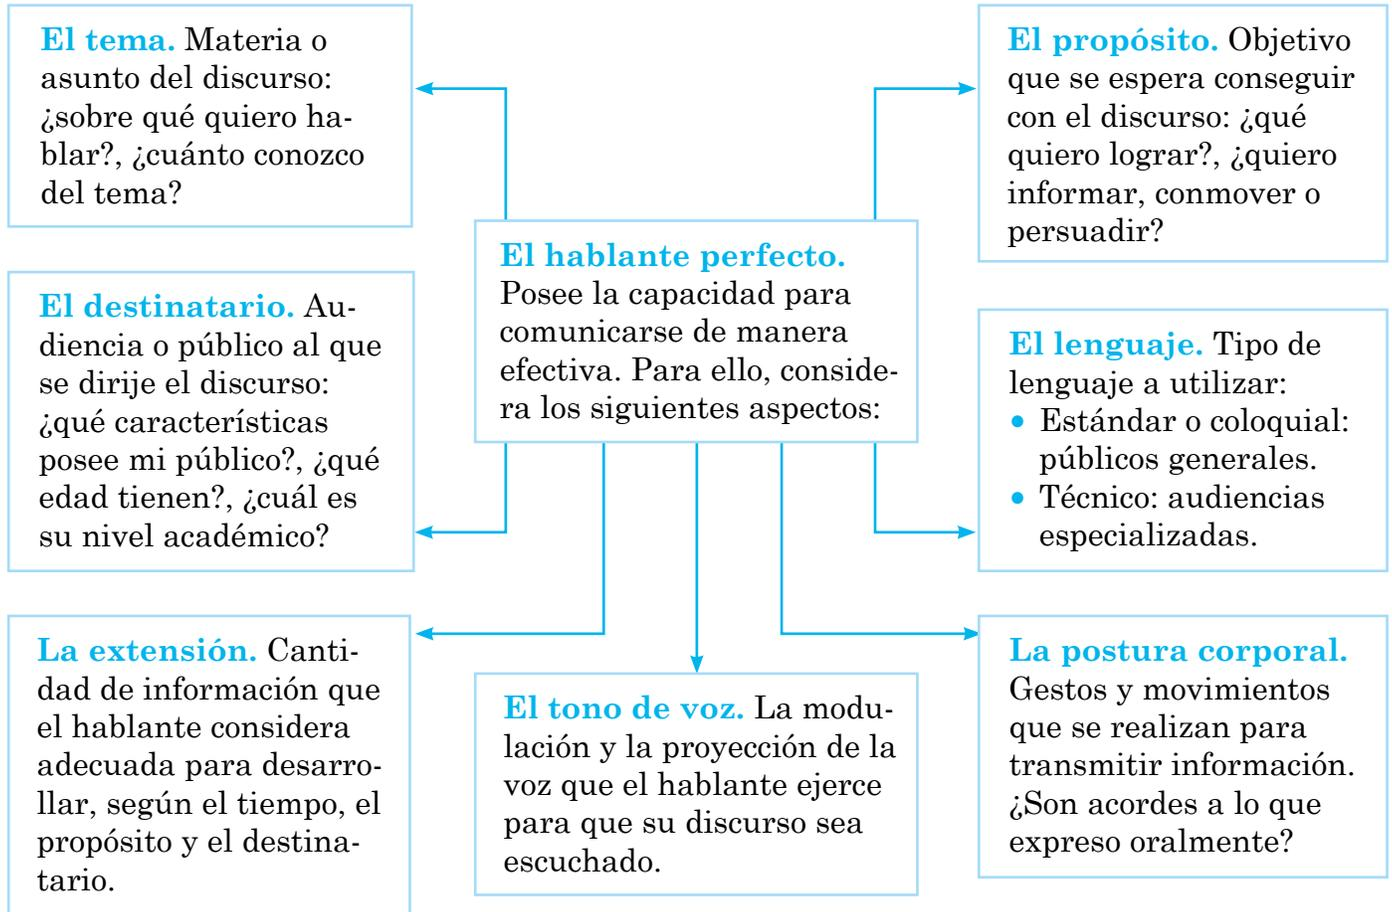 El tema. Materia o
asunto del discurso:
¿sobre qué quiero ha-
blar?, ¿cuánto conozco
del tema?
El propósito. Objetivo
que se espera conseguir
con el discurso: ¿qué
quiero lograr?, ¿quiero
informar, conmover o
persuadir?
El hablante perfecto.
Posee la capacidad para
comunicarse de manera
efectiva. Para ello, conside-
ra los siguientes aspectos:
El destinatario. Au-
diencia o público al que
se dirije el discurso:
¿qué características
posee mi público?, ¿qué
edad tienen?, ¿cuál es
su nivel académico?
El lenguaje. Tipo de
lenguaje a utilizar:
• Estándar o coloquial:
públicos generales.
• Técnico: audiencias
especializadas.
La extensión. Canti-
dad de información que
el hablante considera
adecuada para desarro-
llar, según el tiempo, el
propósito y el destina-
tario.
El tono de voz. La modu-
lación y la proyección de la
voz que el hablante ejerce
para que su discurso sea
escuchado.
La postura corporal.
Gestos y movimientos
que se realizan para
transmitir información.
¿Son acordes a lo que
expreso oralmente?